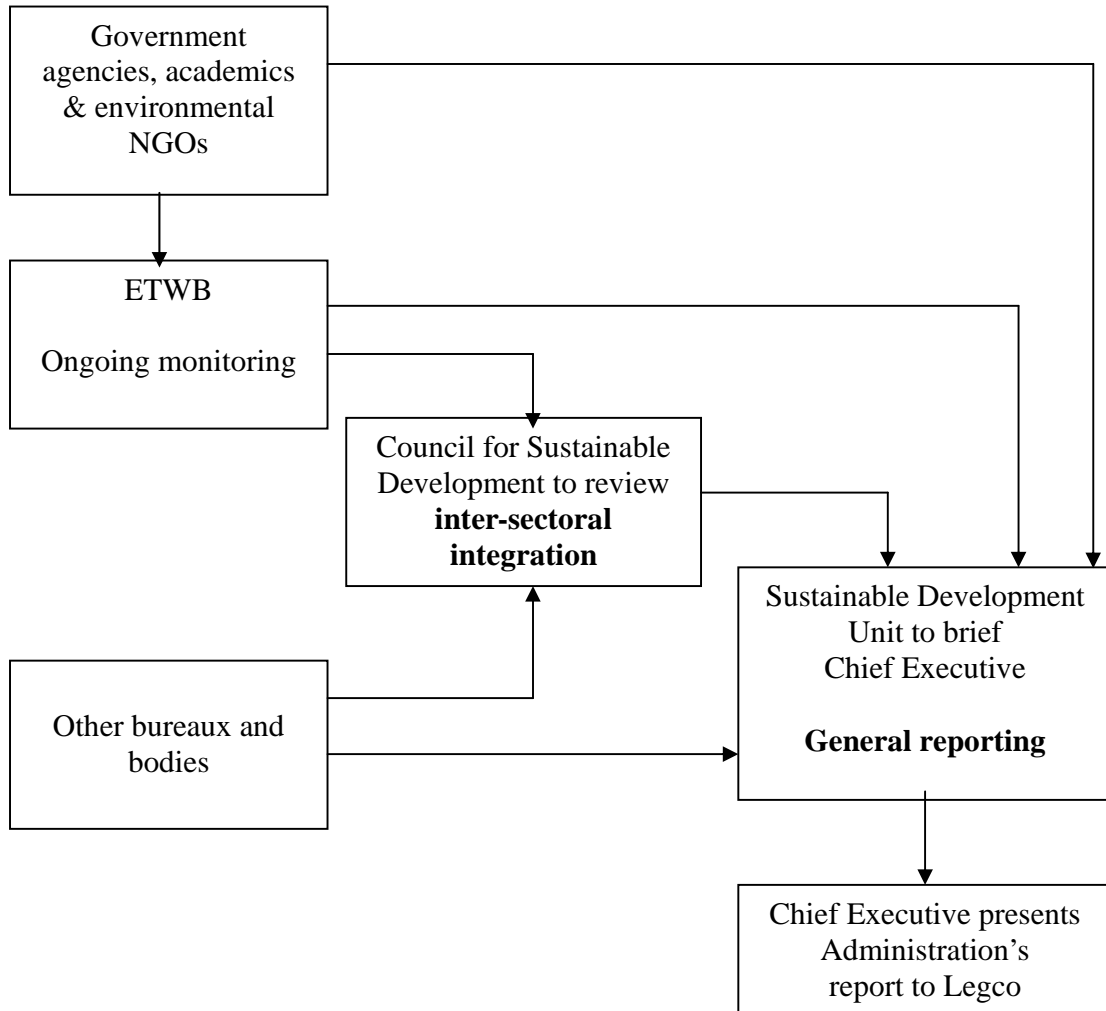 Government
agencies, academics
& environmental
NGOs
ETWB
Ongoing monitoring
Council for Sustainable
Development to review
inter-sectoral
integration
Sustainable Development
Unit to brief
Chief Executive
General reporting
Other bureaux and
bodies
Chief Executive presents
Administration’s
report to Legco